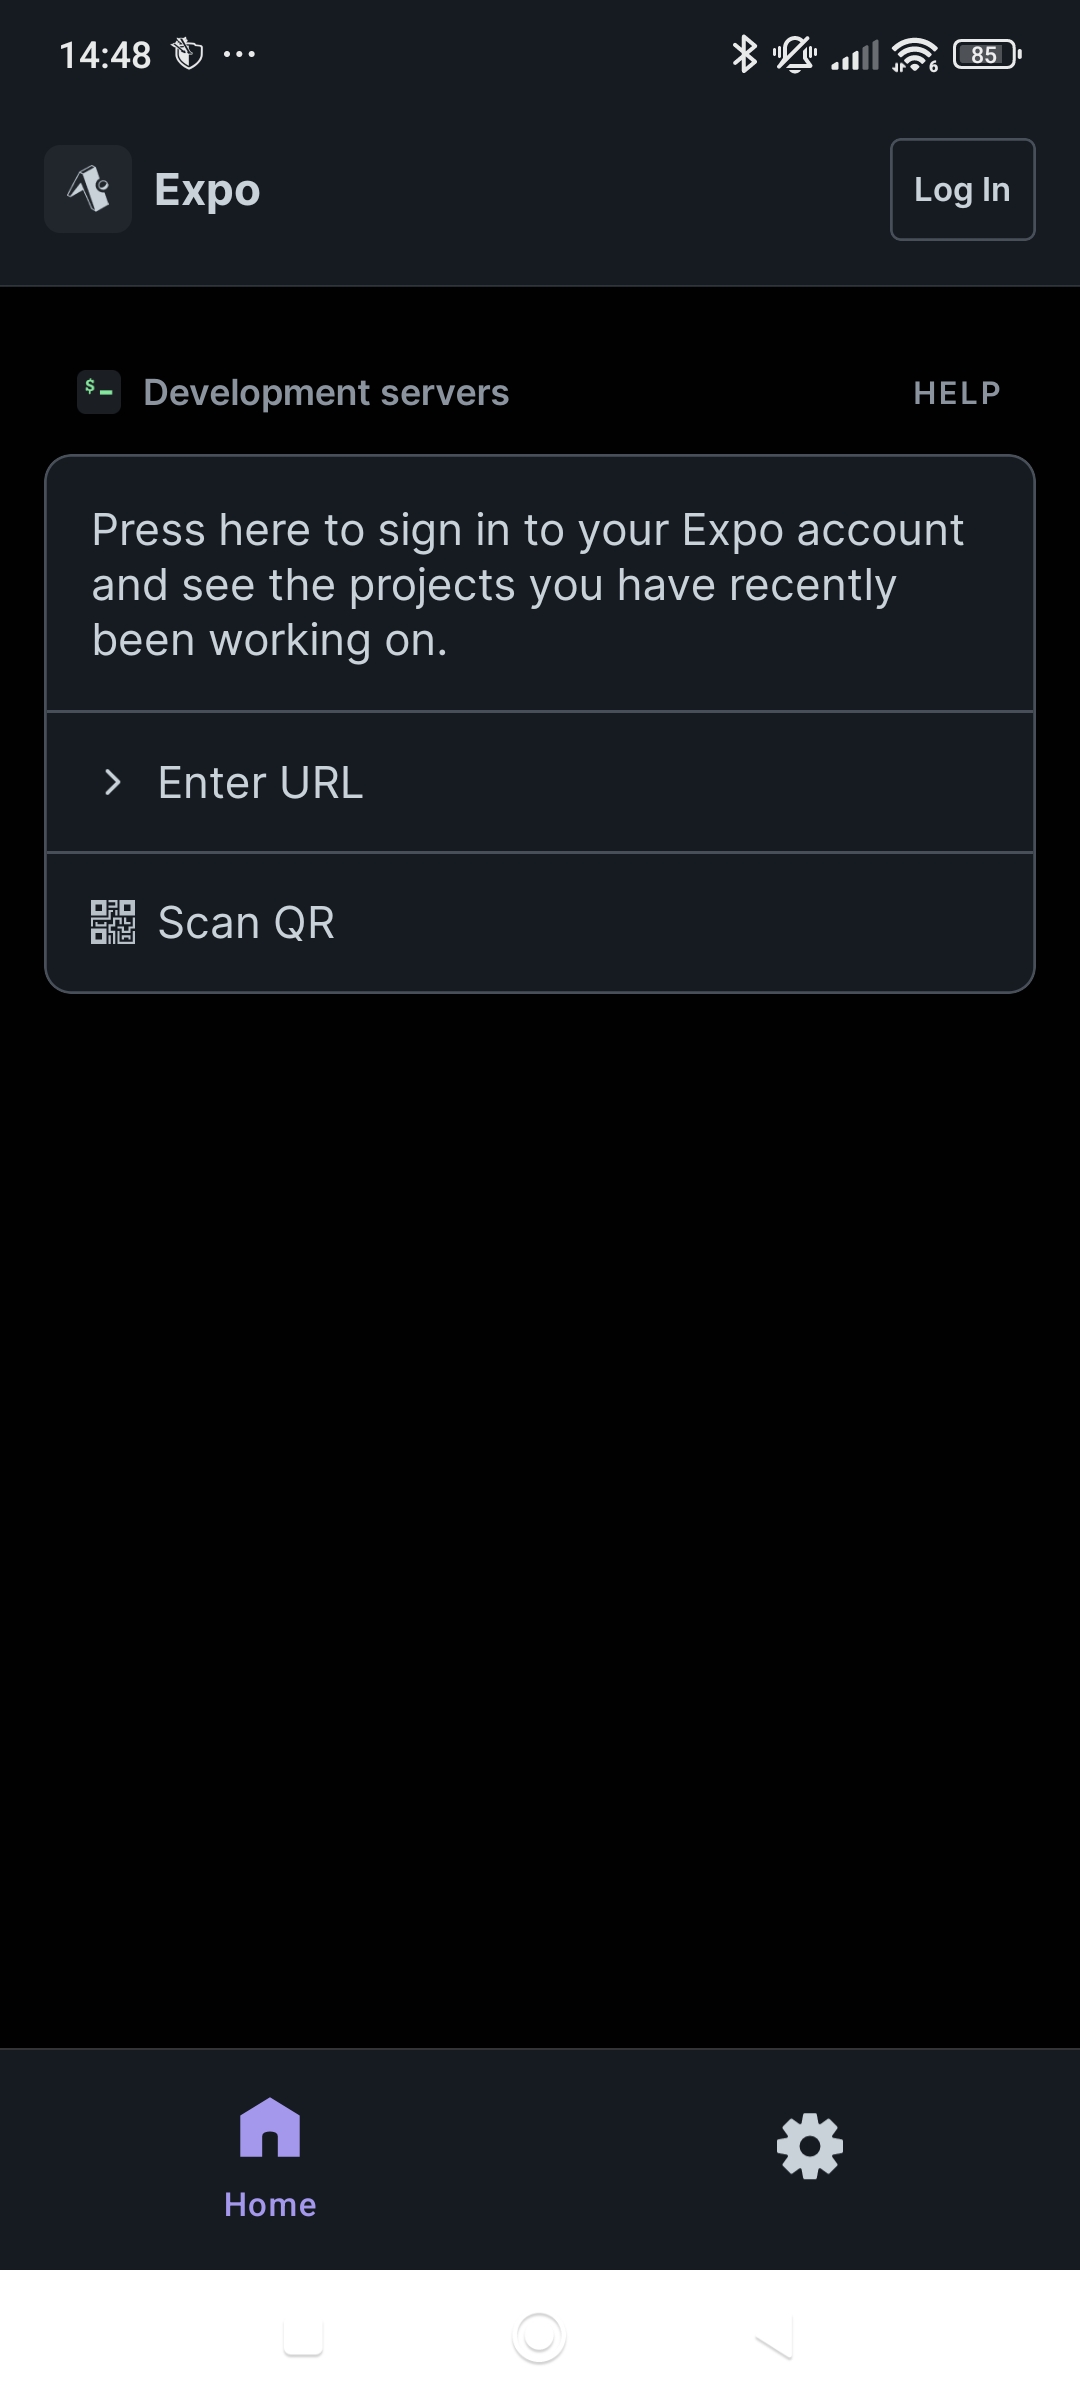 14:48
6
85
Expo
Log In
$
Development servers
HELP
Press here to sign in to your Expo account
and see the projects you have recently
been working on.
Enter URL
Scan QR
Home